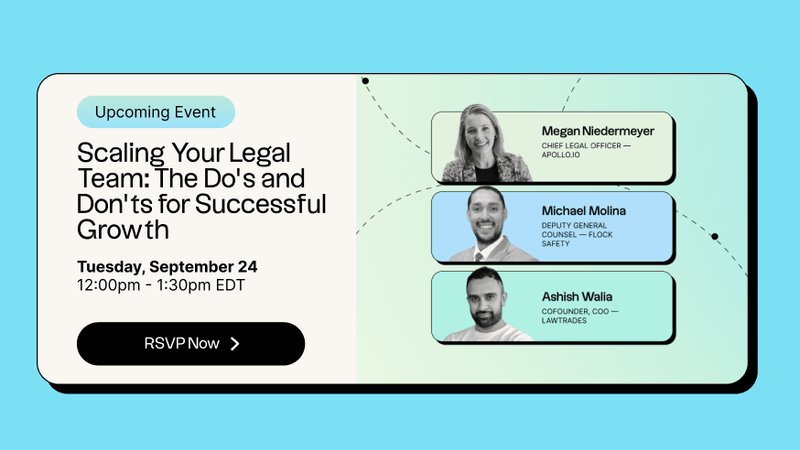 Upcoming Event
Scaling Your Legal
Team: The Do's and
Don'ts for Successful
Growth
Tuesday, September 24
12:00pm - 1:30pm EDT
RSVP Now
Megan Niedermeyer
CHIEF LEGAL OFFICER —
APOLLO.IO
Michael Molina
DEPUTY GENERAL
COUNSEL — FLOCK
SAFETY
Ashish Walia
COFOUNDER, COO —
LAWTRADES